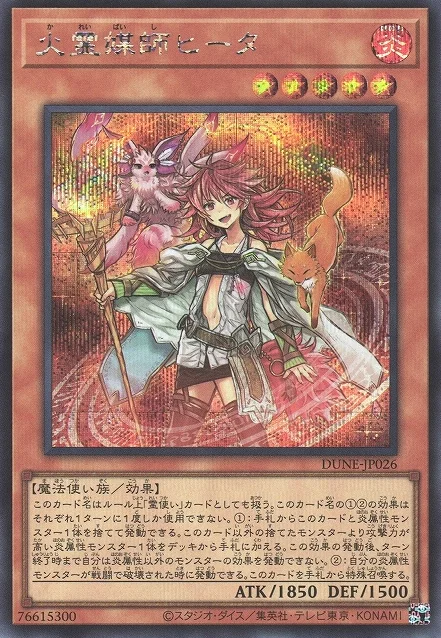 かれいばいし
火霊媒師ヒータ
炎
DUNE-JP026
【魔法使い族／効果】
このカード名はルール上「霊使い」カードとしても扱う。このカード名の①②の効果は
それぞれ１ターンに１度しか使用できない。①：手札からこのカードと炎属性モン
スター１体を捨てて発動できる。このカード以外の捨てたモンスターより攻撃力が
高い炎属性モンスター１体をデッキから手札に加える。この効果の発動後、ターン
終了時まで自分は炎属性以外のモンスターの効果を発動できない。②：自分の炎属性
モンスターが戦闘で破壊された時に発動できる。このカードを手札から特殊召喚する。
ATK/1850 DEF/1500
76615300 ©スタジオ・ダイス／集英社・テレビ東京・KONAMI